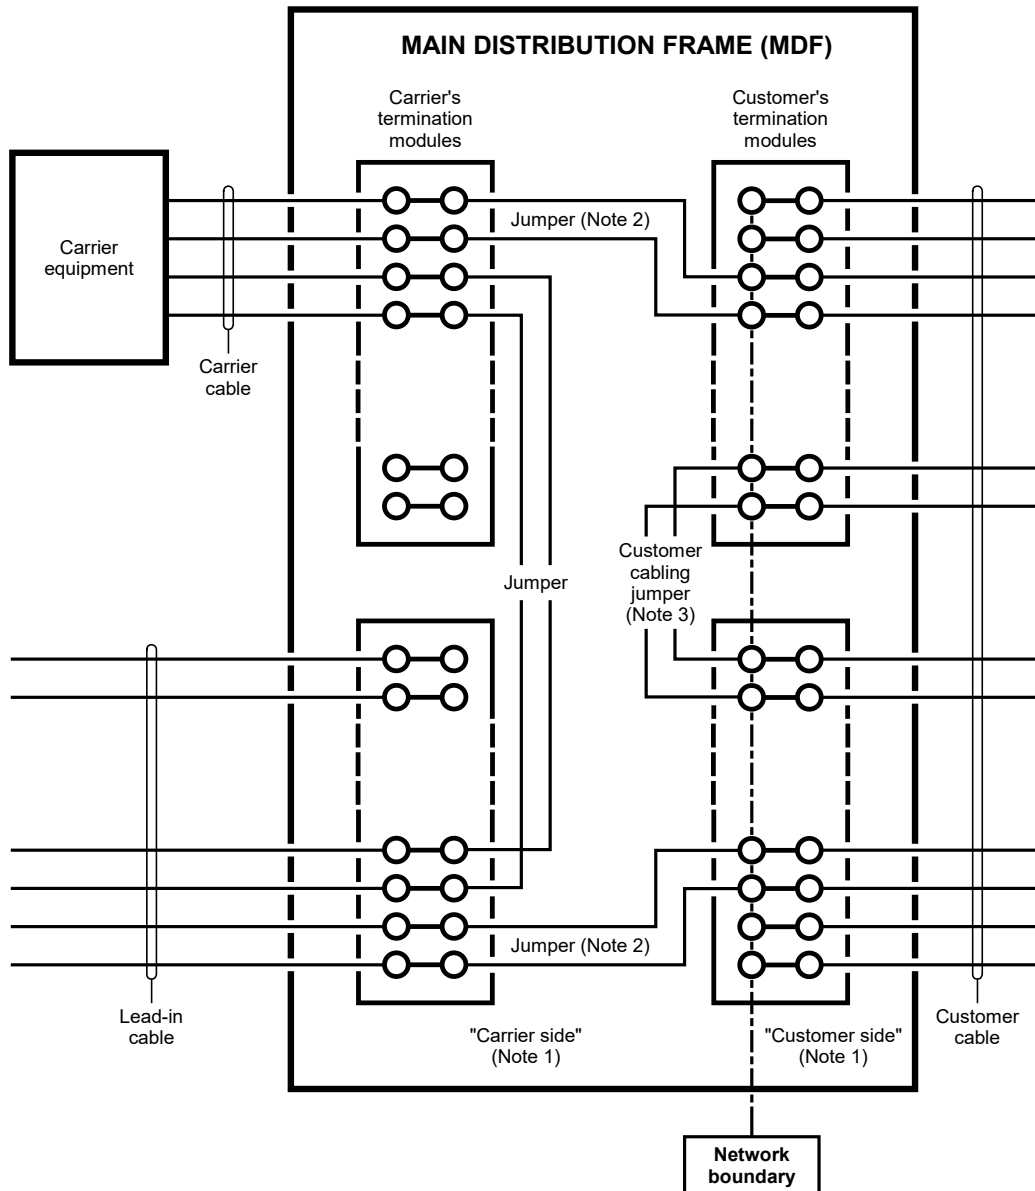 MAIN DISTRIBUTION FRAME (MDF)
Carrier's
termination
modules
Customer's
termination
modules
Carrier
equipment
Jumper (Note 2)
Carrier
cable
Jumper
Customer
cabling
jumper
(Note 3)
Jumper (Note 2)
Lead-in
cable
"Carrier side"
(Note 1)
"Customer side"
(Note 1)
Customer
cable
Network
boundary